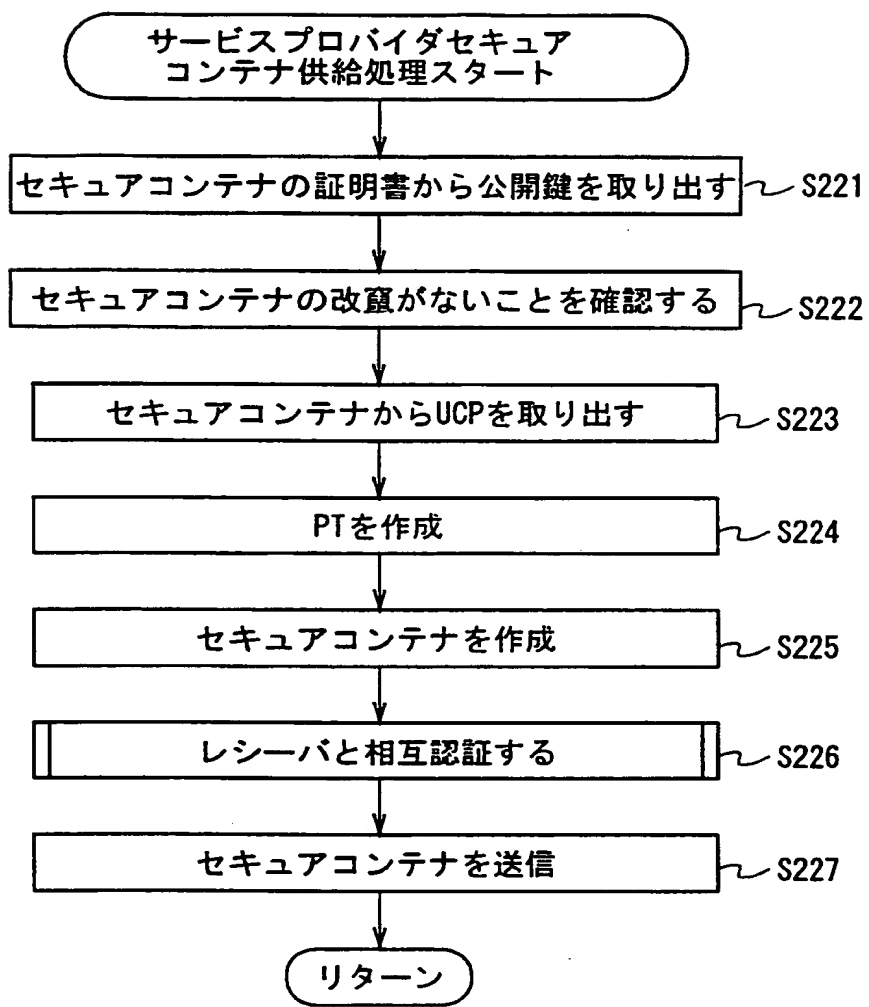 サービスプロバイダセキュア
コンテナ供給処理スタート
セキュアコンテナの証明書から公開鍵を取り出す
S221
セキュアコンテナの改竄がないことを確認する
S222
セキュアコンテナからUCPを取り出す
S223
PTを作成
S224
セキュアコンテナを作成
S225
レシーバと相互認証する
S226
セキュアコンテナを送信
S227
リターン